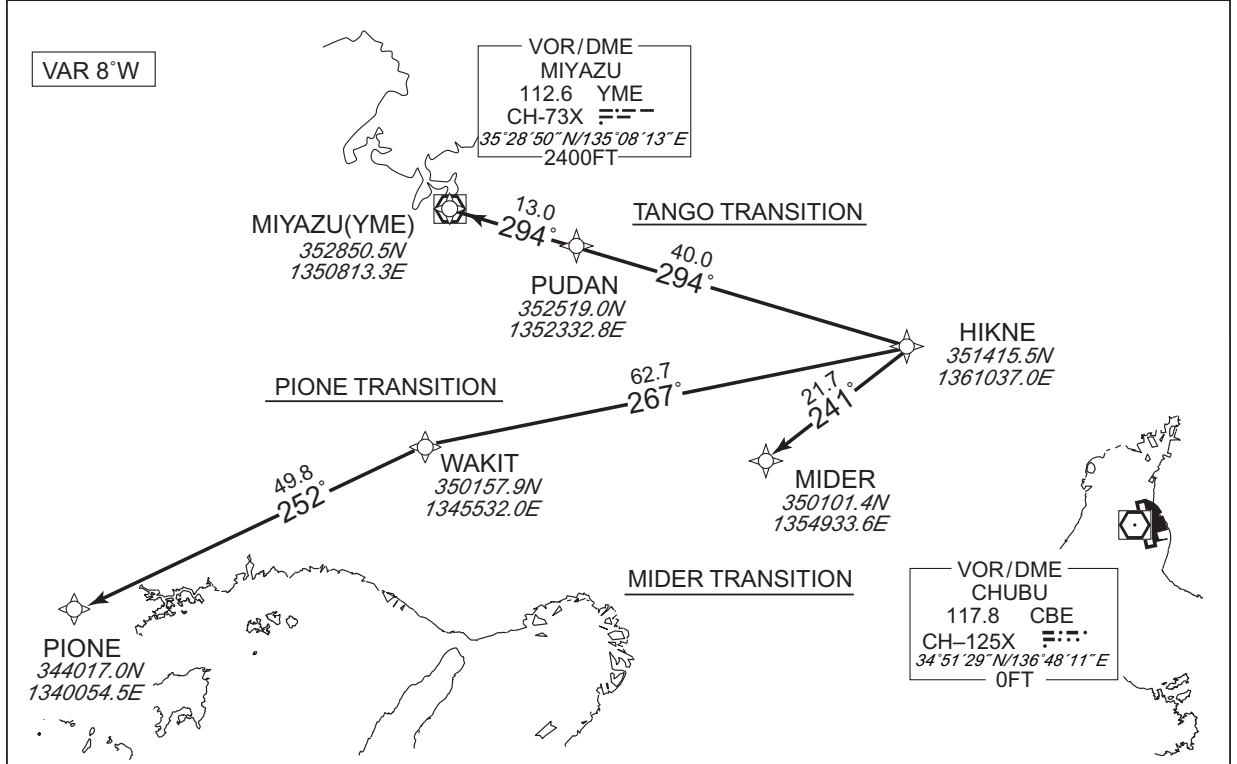 VAR 8°W
VOR/DME
MIYAZU
112.6 YME
CH-73X
35°28′50″N/135°08′13″E
2400FT
MIYAZU(YME)
352850.5N
1350813.3E
13.0
294°
TANGO TRANSITION
PUDAN
352519.0N
1352332.8E
40.0
294°
HIKNE
351415.5N
1361037.0E
PIONE TRANSITION
62.7
267°
21.7
241°
WAKIT
350157.9N
1345532.0E
MIDER
350101.4N
1354933.6E
49.8
252°
MIDER TRANSITION
VOR/DME
CHUBU
117.8 CBE
CH–125X
34°51′29″N/136°48′11″E
0FT
PIONE
344017.0N
1340054.5E